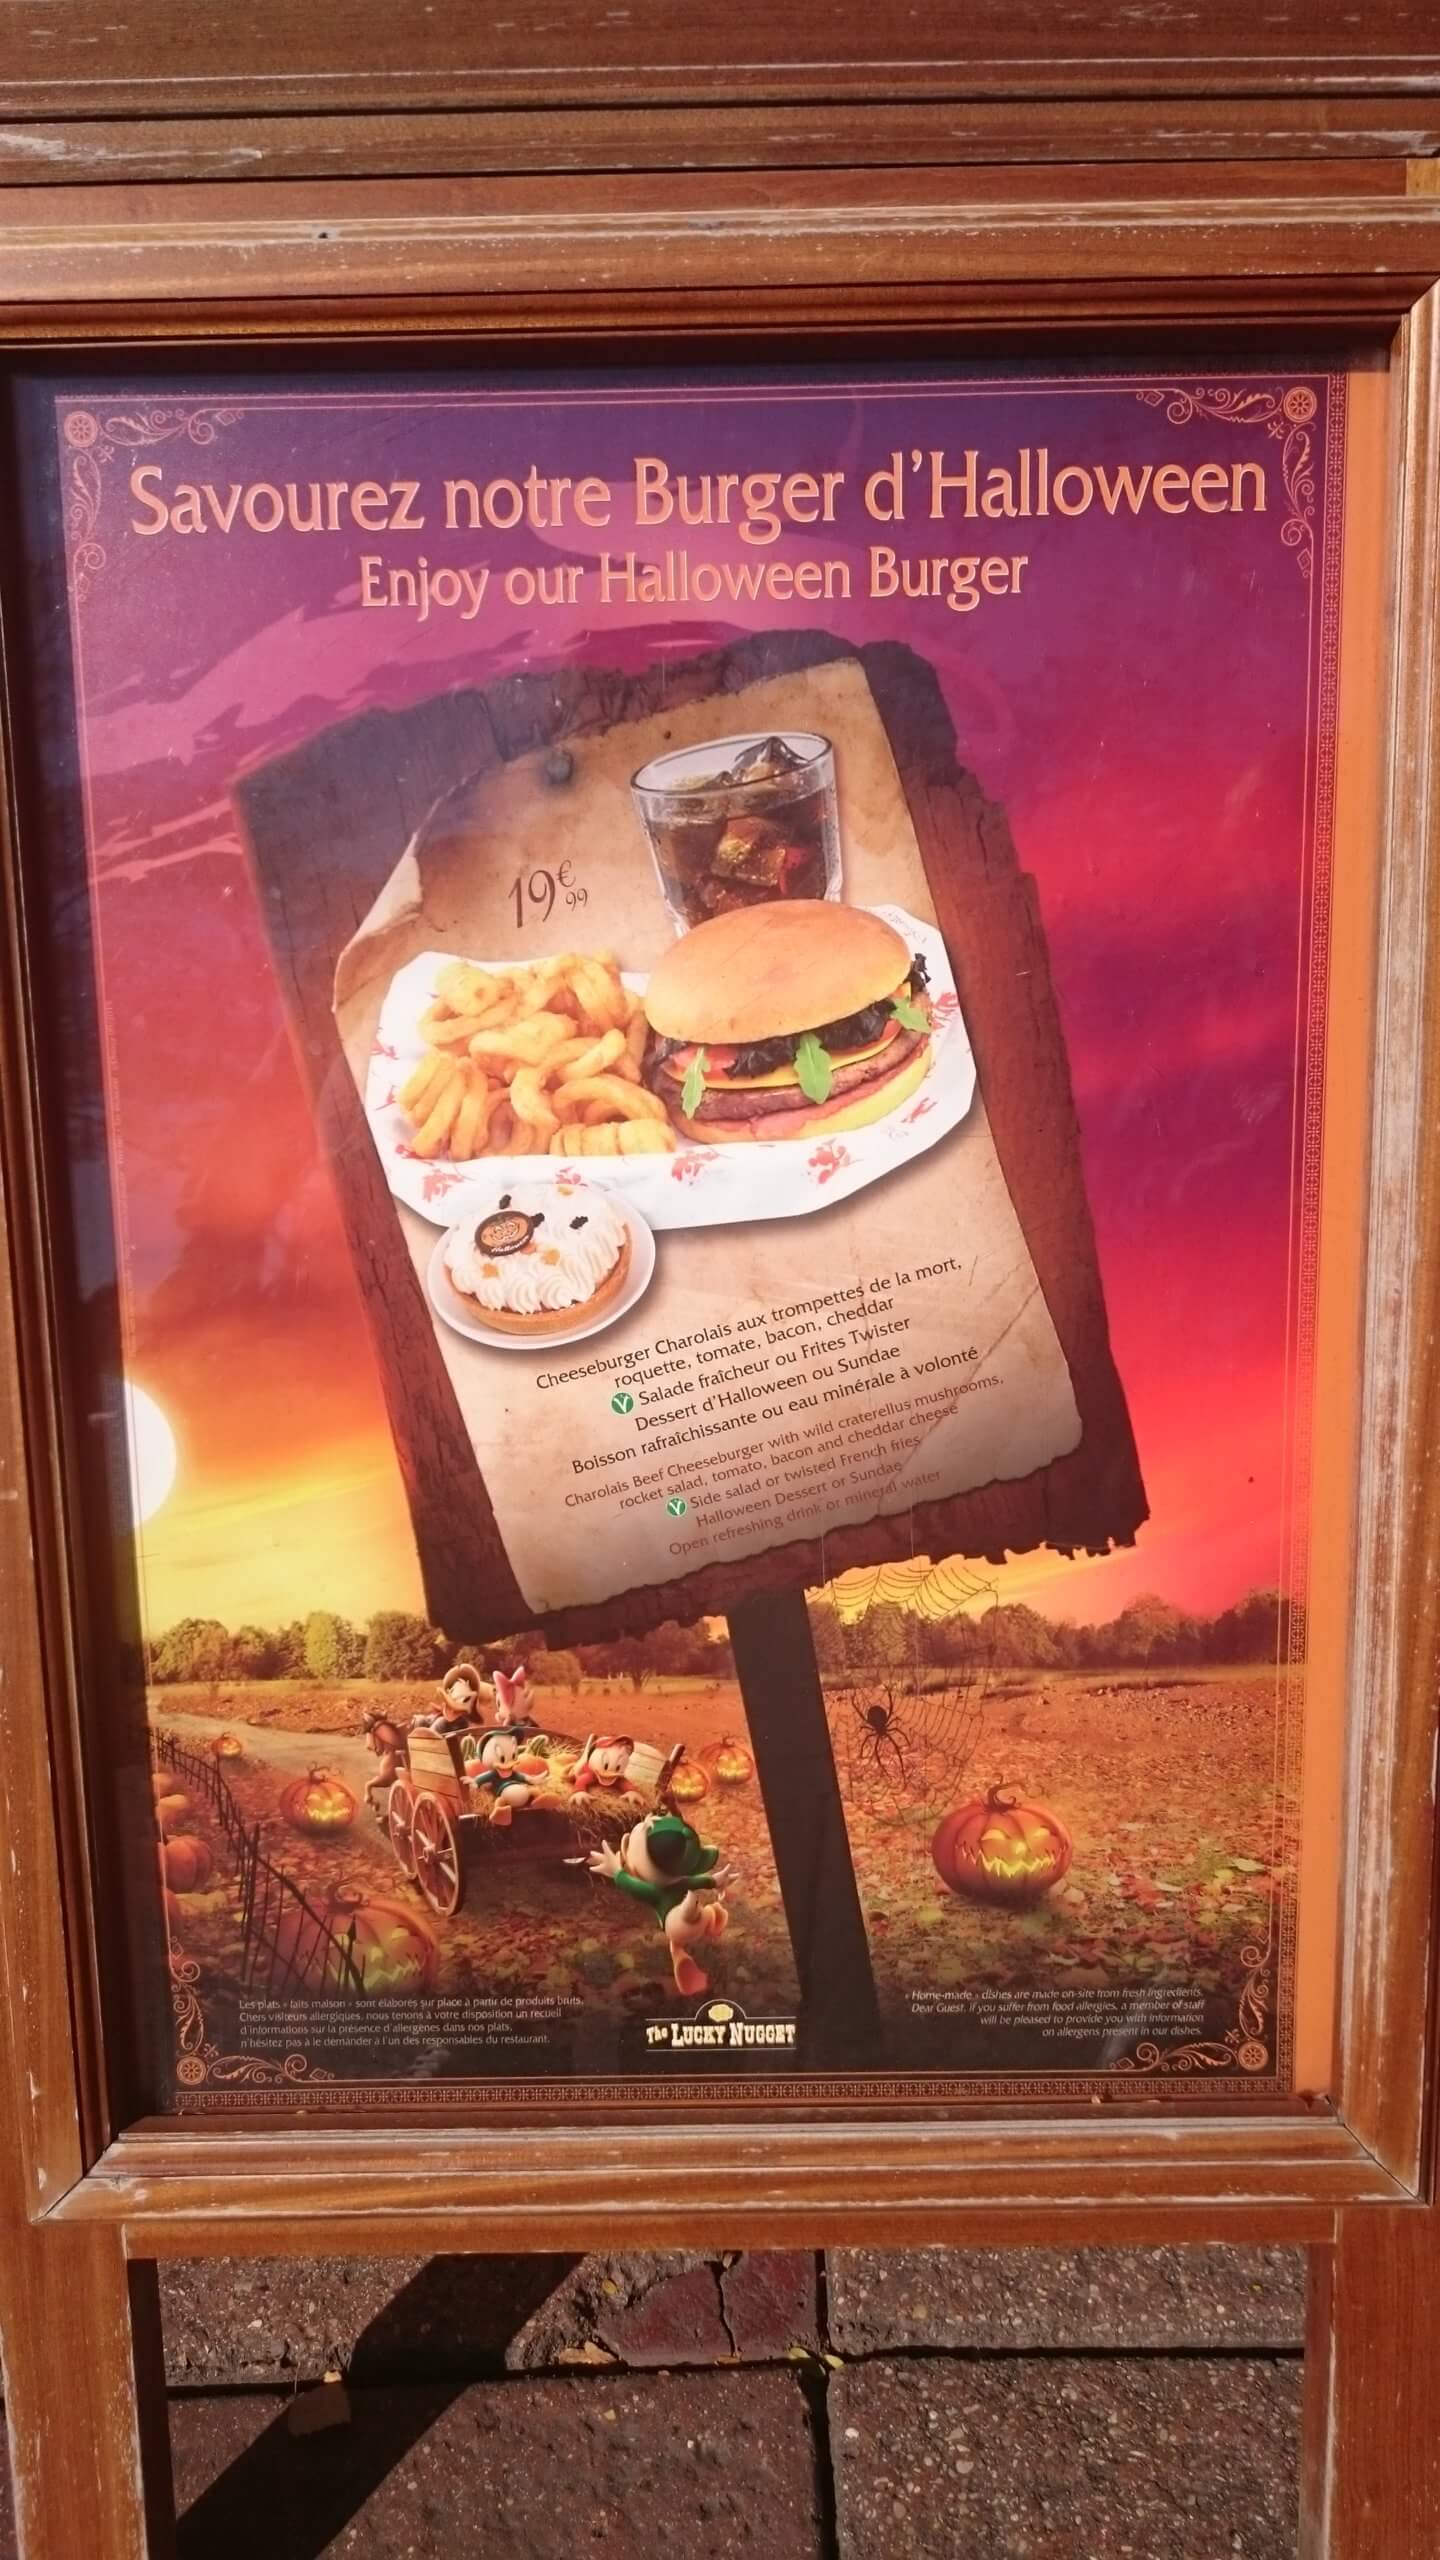 Savourez notre Burger d'Halloween
Enjoy our Halloween Burger
19€99
Cheeseburger Charolais aux trompettes de la mort,
roquette, tomate, bacon, cheddar
V Salade fraîcheur ou Frites Twister
Dessert d'Halloween ou Sundae
Boisson rafraîchissante ou eau minérale à volonté
Charolais Beef Cheeseburger with wild craterellus mushrooms,
rocket salad, tomato, bacon and cheddar cheese
V Side salad or twisted French fries
Halloween Dessert or Sundae
Open refreshing drink or mineral water
Les plats « faits maison » sont élaborés sur place à partir de produits bruts.
Chers visiteurs allergiques, nous tenons à votre disposition un recueil
d'informations sur la présence d'allergènes dans nos plats,
n'hésitez pas à le demander à l'un des responsables du restaurant.
The LUCKY NUGGET
« Home-made » dishes are made on-site from fresh ingredients.
Dear Guest, if you suffer from food allergies, a member of staff
will be pleased to provide you with information
on allergens present in our dishes.